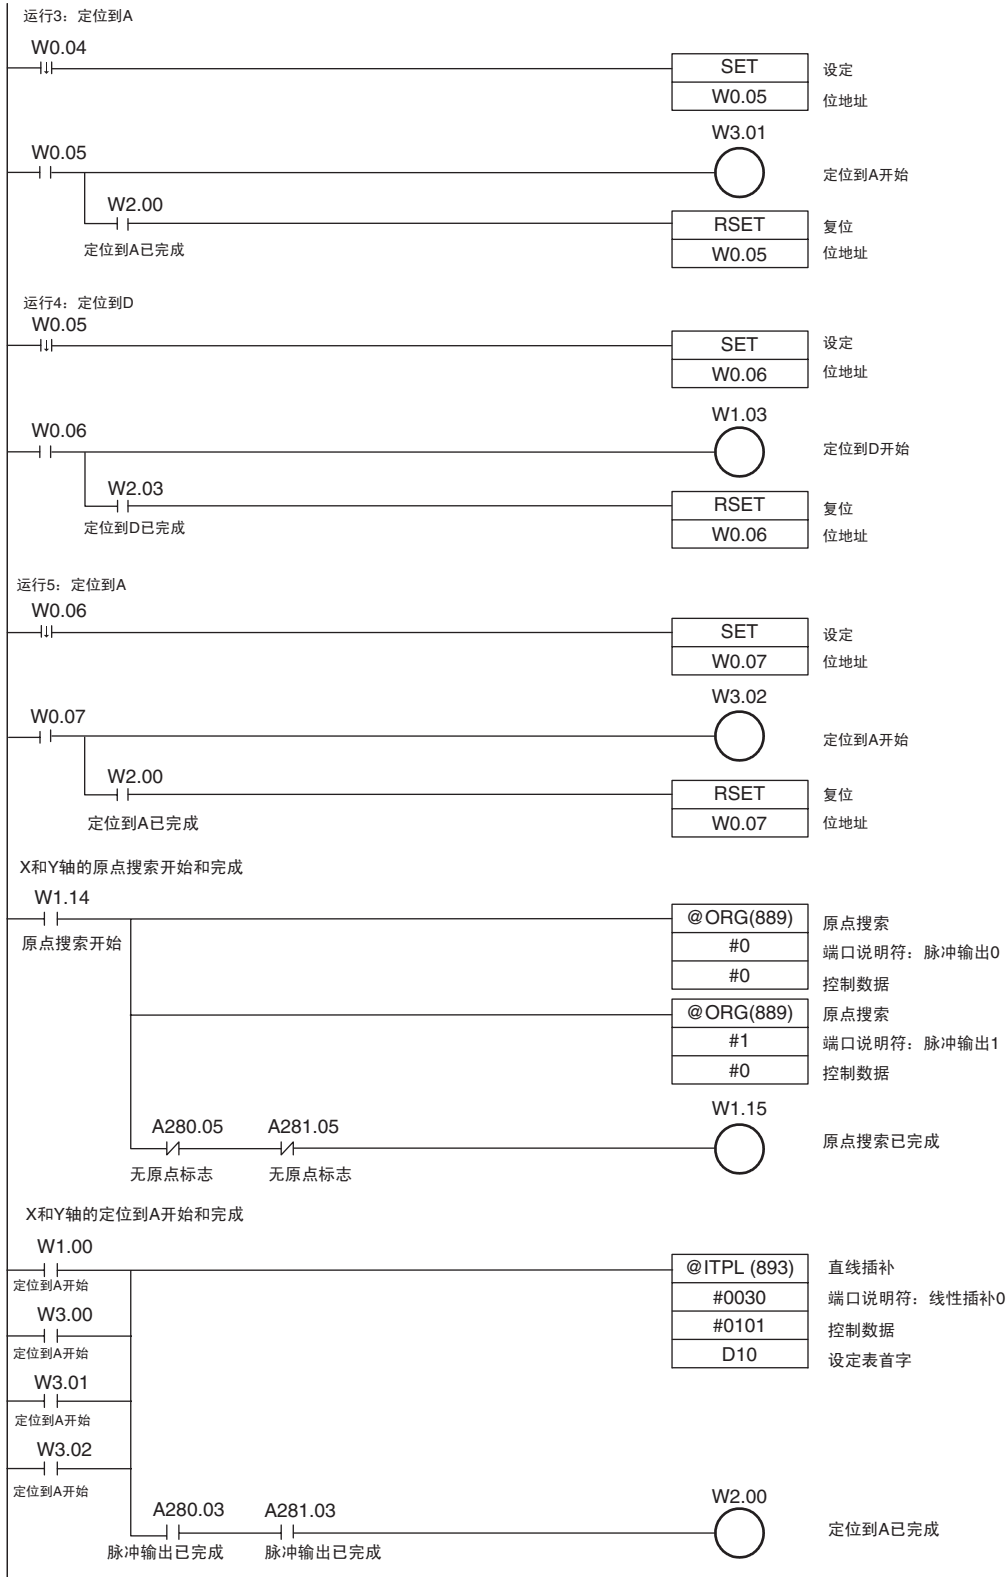 运行3：定位到A
W0.04
SET 设定
W0.05 位地址
W3.01
W0.05
定位到A开始
W2.00
RSET 复位
定位到A已完成
W0.05 位地址
运行4：定位到D
W0.05
SET 设定
W0.06 位地址
W1.03
W0.06
定位到D开始
W2.03
RSET 复位
定位到D已完成
W0.06 位地址
运行5：定位到A
W0.06
SET 设定
W0.07 位地址
W3.02
W0.07
定位到A开始
W2.00
RSET 复位
定位到A已完成
W0.07 位地址
X和Y轴的原点搜索开始和完成
W1.14
@ORG(889) 原点搜索
原点搜索开始
#0 端口说明符：脉冲输出0
#0 控制数据
@ORG(889) 原点搜索
#1 端口说明符：脉冲输出1
#0 控制数据
W1.15
A280.05 A281.05
原点搜索已完成
无原点标志 无原点标志
X和Y轴的定位到A开始和完成
W1.00
@ITPL (893) 直线插补
定位到A开始
#0030 端口说明符：线性插补0
W3.00
#0101 控制数据
定位到A开始
D10 设定表首字
W3.01
定位到A开始
W3.02
定位到A开始
W2.00
A280.03 A281.03
定位到A已完成
脉冲输出已完成 脉冲输出已完成